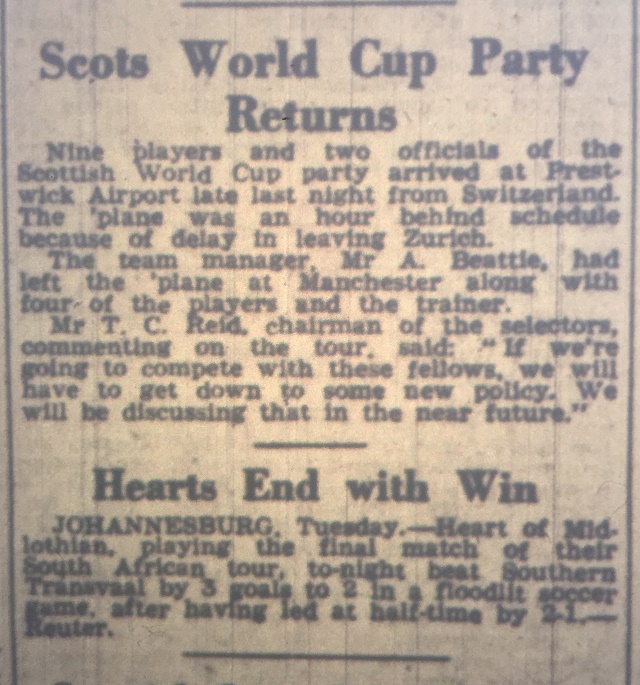 Scots World Cup Party
Returns
Nine players and two officials of the
Scottish World Cup party arrived at Prest-
wick Airport late last night from Switzerland.
The 'plane was an hour behind schedule
because of delay in leaving Zurich.
The team manager, Mr A. Beattie, had
left the 'plane at Manchester along with
four of the players and the trainer.
Mr T. C. Reid, chairman of the selectors,
commenting on the tour, said: "If we're
going to compete with these fellows, we will
have to get down to some new policy. We
will be discussing that in the near future."
Hearts End with Win
JOHANNESBURG, Tuesday.—Heart of Mid-
lothian, playing the final match of their
South African tour, to-night beat Southern
Transvaal by 3 goals to 2 in a floodlit soccer
game, after having led at half-time by 2-1.—
Reuter.